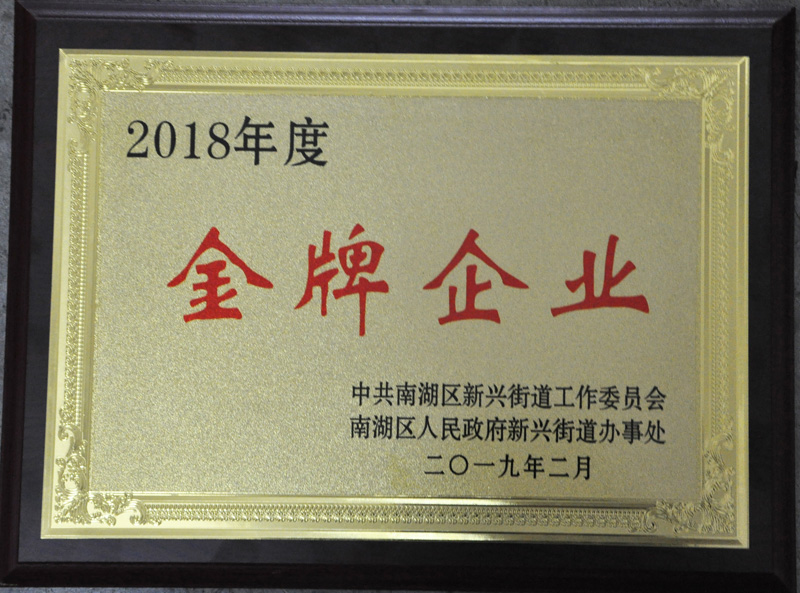 2018年度
金牌企业
中共南湖区新兴街道工作委员会
南湖区人民政府新兴街道办事处
二〇一九年二月